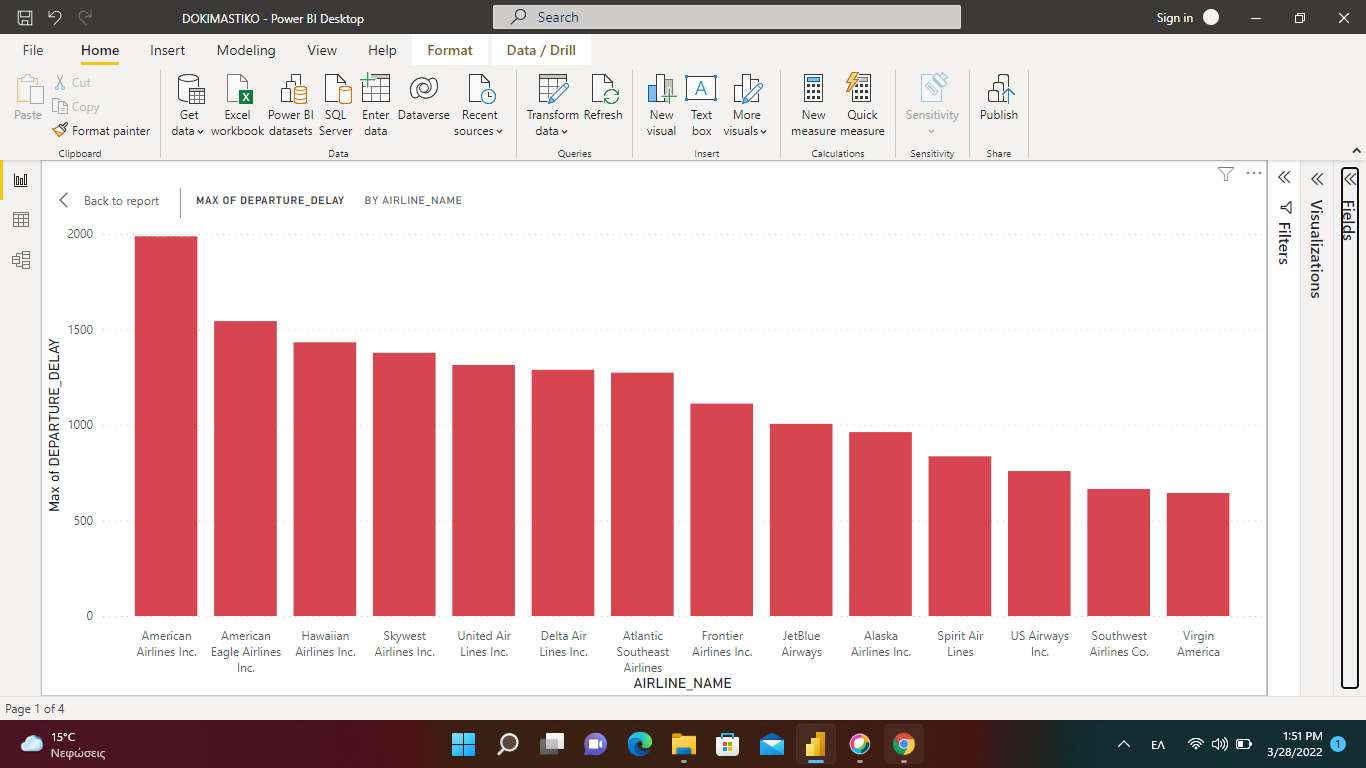 DOKIMASTIKO - Power BI Desktop
Search
Sign in
File Home Insert Modeling View Help Format Data / Drill
Paste
Cut
Copy
Format painter
Clipboard
Get
data
Excel
workbook
Power BI
datasets
SQL
Server
Enter
data
Dataverse
Recent
sources
Data
Transform
data
Refresh
Queries
New
visual
Text
box
More
visuals
Insert
New
measure
Quick
measure
Calculations
Sensitivity
Sensitivity
Publish
Share
Back to report
MAX OF DEPARTURE_DELAY
BY AIRLINE_NAME
Max of DEPARTURE_DELAY
2000
1500
1000
500
0
American
Airlines Inc.
American
Eagle Airlines
Inc.
Hawaiian
Airlines Inc.
Skywest
Airlines Inc.
United Air
Lines Inc.
Delta Air
Lines Inc.
Atlantic
Southeast
Airlines
Frontier
Airlines Inc.
JetBlue
Airways
Alaska
Airlines Inc.
Spirit Air
Lines
US Airways
Inc.
Southwest
Airlines Co.
Virgin
America
AIRLINE_NAME
Filters
Visualizations
Fields
Page 1 of 4
15°C
Νεφώσεις
ΕΛ
1:51 PM
3/28/2022
1